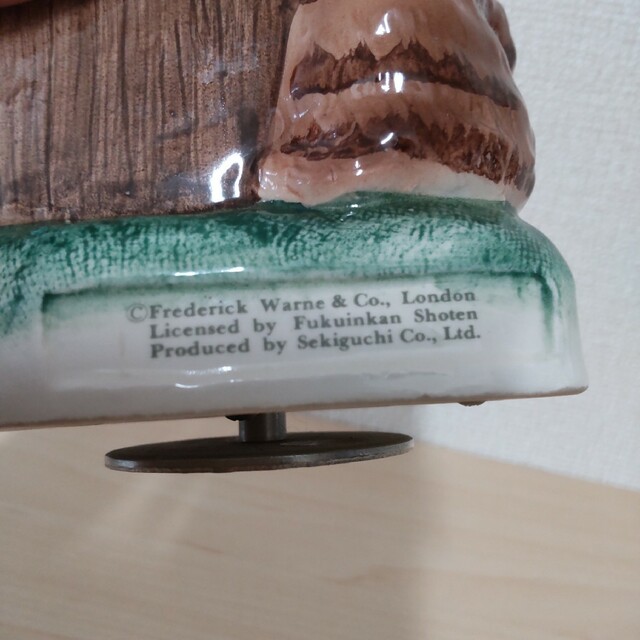 ©Frederick Warne & Co., London
Licensed by Fukuinkan Shoten
Produced by Sekiguchi Co., Ltd.